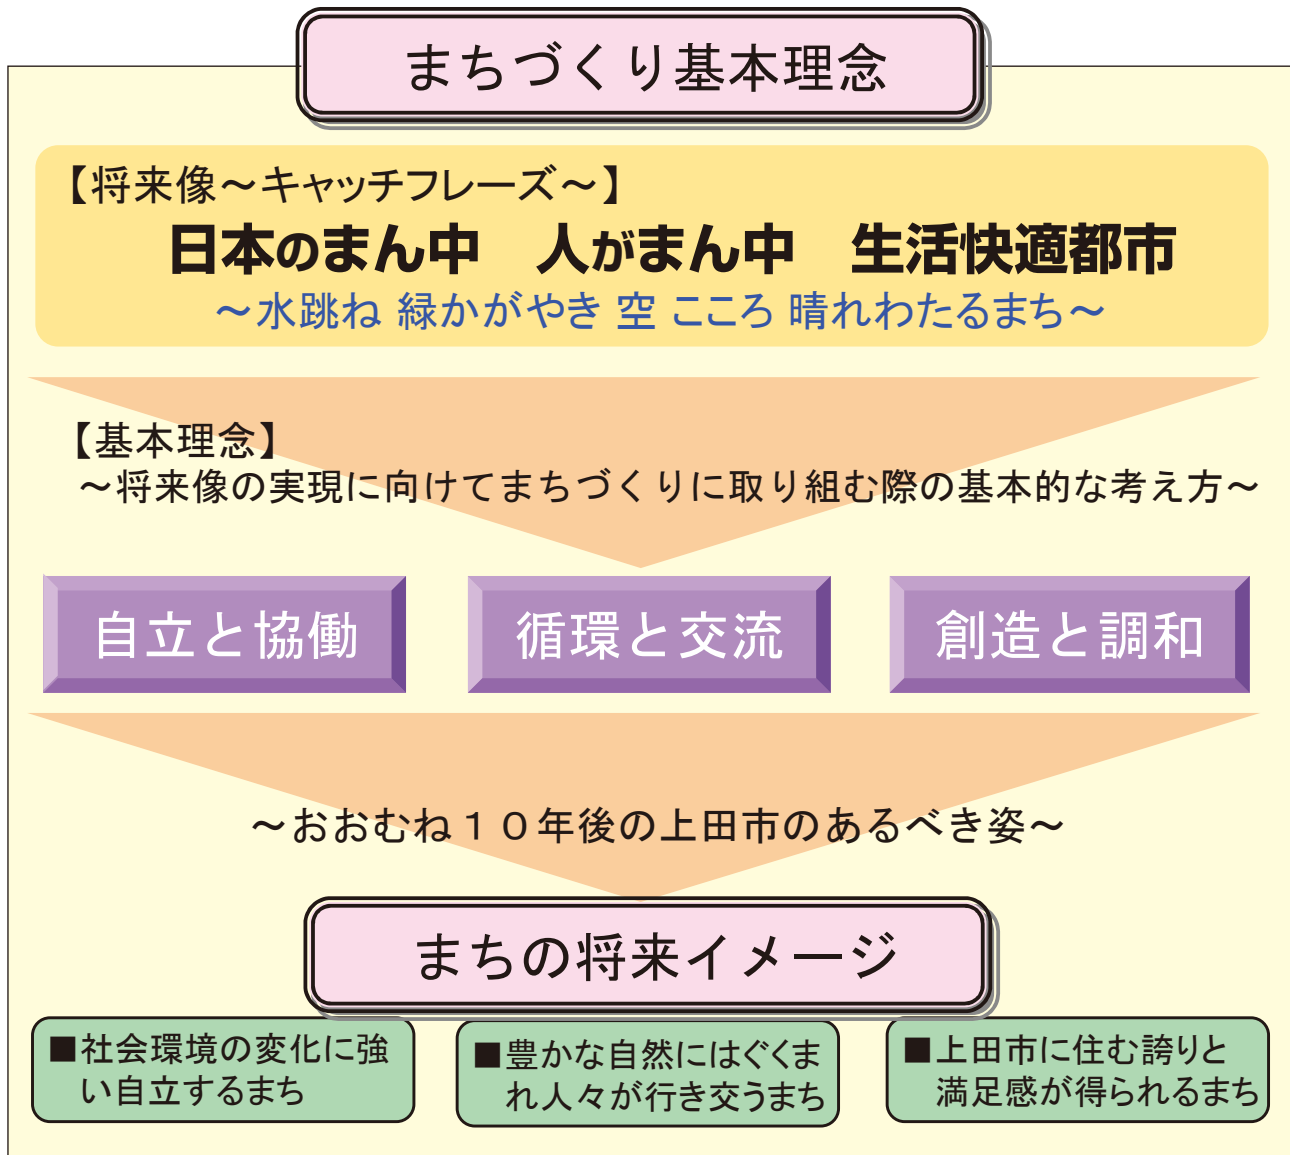 まちづくり基本理念
【将来像～キャッチフレーズ～】
日本のまん中　人がまん中　生活快適都市
～水跳ね 緑かがやき 空 こころ 晴れわたるまち～
【基本理念】
～将来像の実現に向けてまちづくりに取り組む際の基本的な考え方～
自立と協働
循環と交流
創造と調和
～おおむね１０年後の上田市のあるべき姿～
まちの将来イメージ
■社会環境の変化に強
い自立するまち
■豊かな自然にはぐくま
れ人々が行き交うまち
■上田市に住む誇りと
満足感が得られるまち